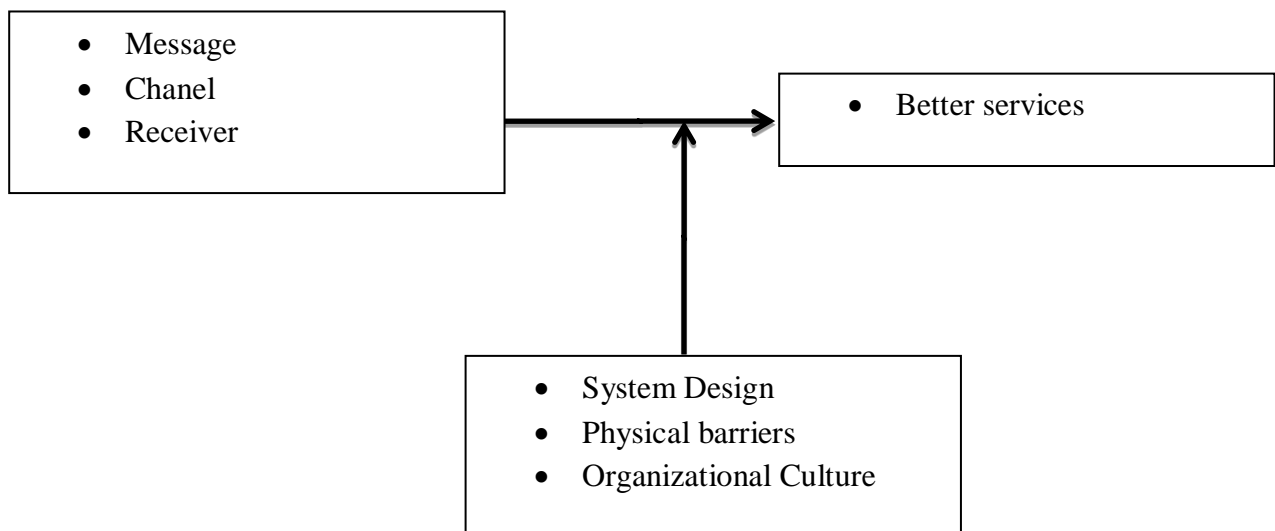 • Message
• Chanel
• Receiver
• Better services
• System Design
• Physical barriers
• Organizational Culture